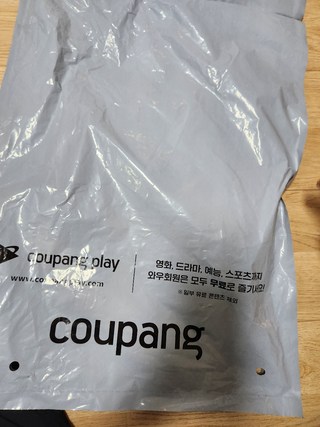 coupang play
영화, 드라마, 예능, 스포츠까지
와우회원은 모두 무료로 즐기세요!
www.coupangplay.com
※일부 유료 콘텐츠 제외
coupang